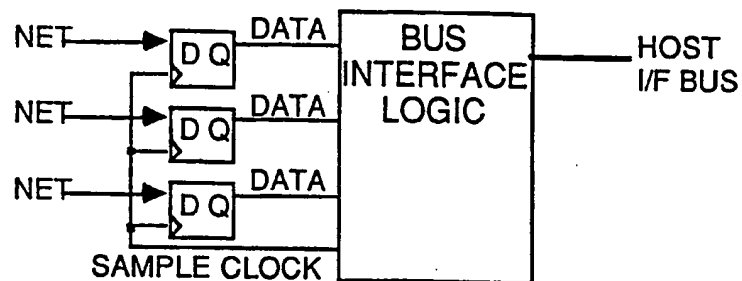 NET
D Q
DATA
NET
D Q
DATA
NET
D Q
DATA
SAMPLE CLOCK
BUS
INTERFACE
LOGIC
HOST
I/F BUS